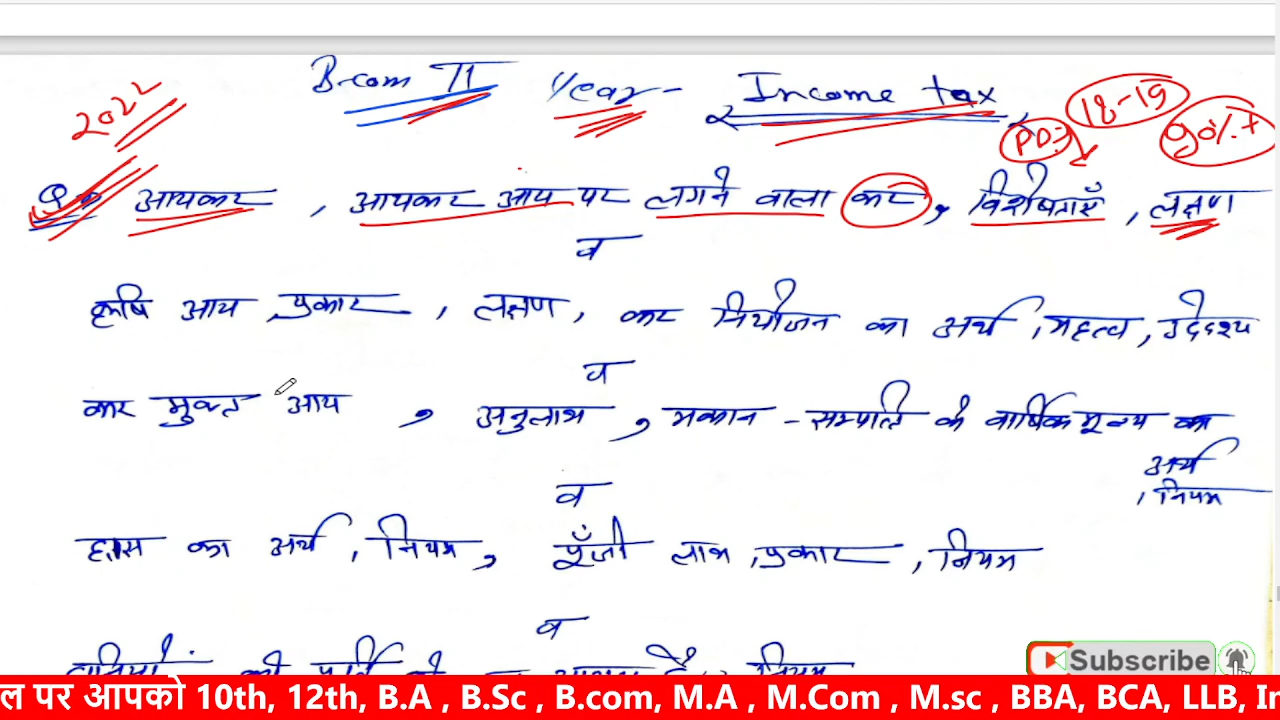 B.com II Year - Income tax
2022
PD:→ 18-19 90%+
Q. आयकर, आयकर आय पर लगने वाला कर, विशेषताएँ, लक्षण
व
कृषि आय प्रकार, लक्षण, कर नियोजन का अर्थ, महत्व, उद्देश्य
व
कर मुक्त आय, अनुलाभ, मकान - सम्पत्ति के वार्षिक मूल्य का अर्थ, नियम
व
ह्रास का अर्थ, नियम, पूँजी लाभ, प्रकार, नियम
व
Subscribe
ल पर आपको 10th, 12th, B.A , B.Sc , B.com, M.A , M.Com , M.sc , BBA, BCA, LLB, In